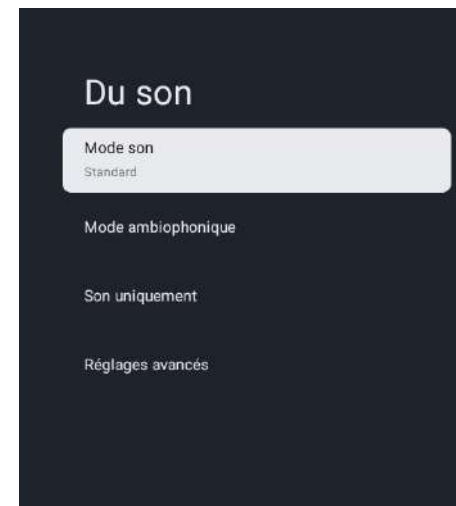 Du son
Mode son
Standard
Mode ambiophonique
Son uniquement
Réglages avancés